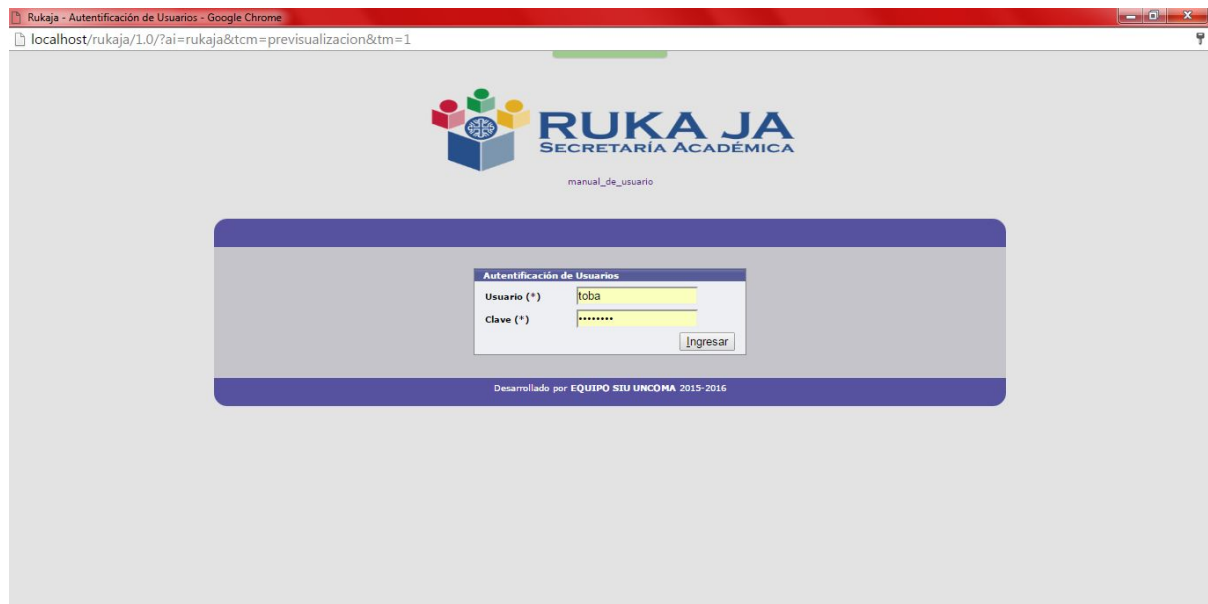 Rukaja - Autentificación de Usuarios - Google Chrome
localhost/rukaja/1.0/?ai=rukaja&tcm=previsualizacion&tm=1
RUKA JA
SECRETARÍA ACADÉMICA
manual_de_usuario
Autentificación de Usuarios
Usuario (*) toba
Clave (*) ••••••••
Ingresar
Desarrollado por EQUIPO SIU UNCOMA 2015-2016